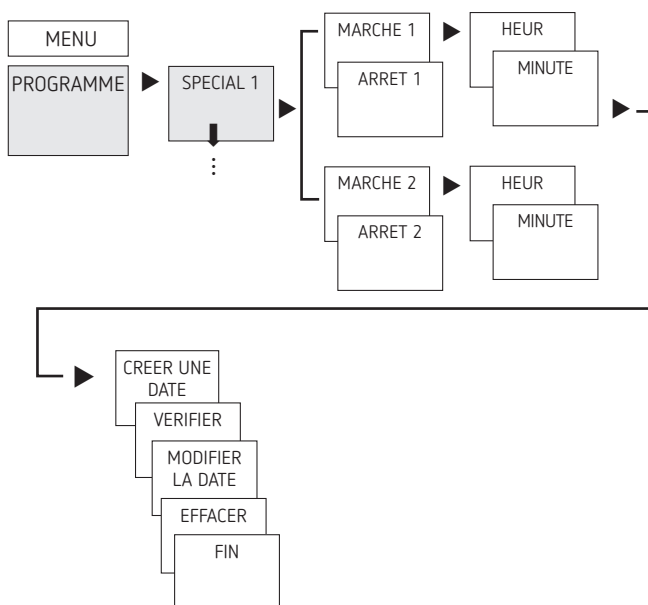 MENU
PROGRAMME
SPECIAL 1
MARCHE 1
ARRET 1
HEUR
MINUTE
MARCHE 2
ARRET 2
HEUR
MINUTE
CREER UNE
DATE
VERIFIER
MODIFIER
LA DATE
EFFACER
FIN